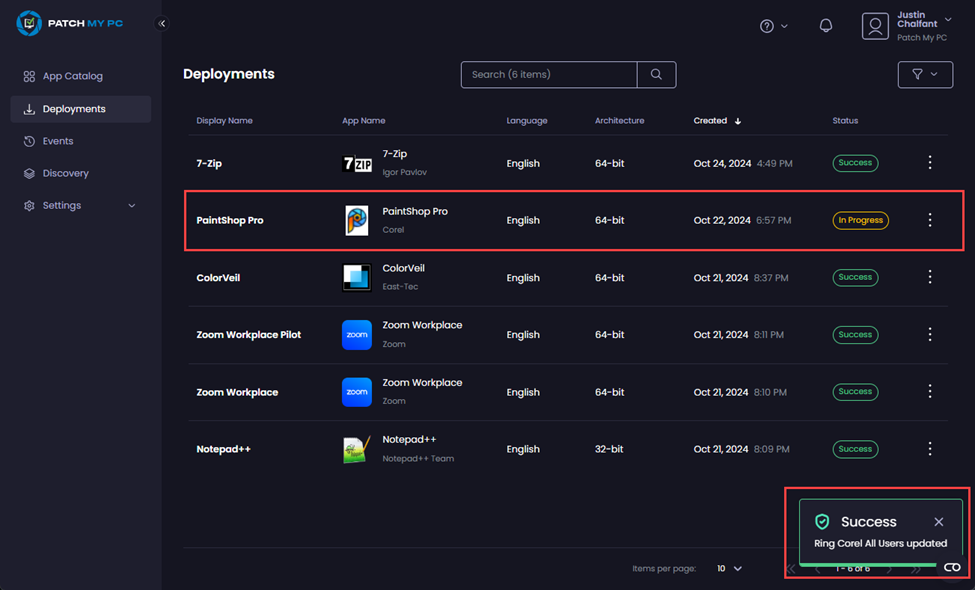 PATCH MY PC
Justin
Chalfant
Patch My PC
App Catalog
Deployments
Events
Discovery
Settings
Deployments
Search (6 items)
Display Name App Name Language Architecture Created Status
7-Zip 7ZIP 7-Zip Igor Pavlov English 64-bit Oct 24, 2024 4:49 PM Success
PaintShop Pro PaintShop Pro Corel English 64-bit Oct 22, 2024 6:57 PM In Progress
ColorVeil ColorVeil East-Tec English 64-bit Oct 21, 2024 8:37 PM Success
Zoom Workplace Pilot zoom Zoom Workplace Zoom English 64-bit Oct 21, 2024 8:11 PM Success
Zoom Workplace zoom Zoom Workplace Zoom English 64-bit Oct 21, 2024 8:10 PM Success
Notepad++ Notepad++ Notepad++ Team English 32-bit Oct 21, 2024 8:09 PM Success
Success
Ring Corel All Users updated
Items per page: 10 1 - 6 of 6